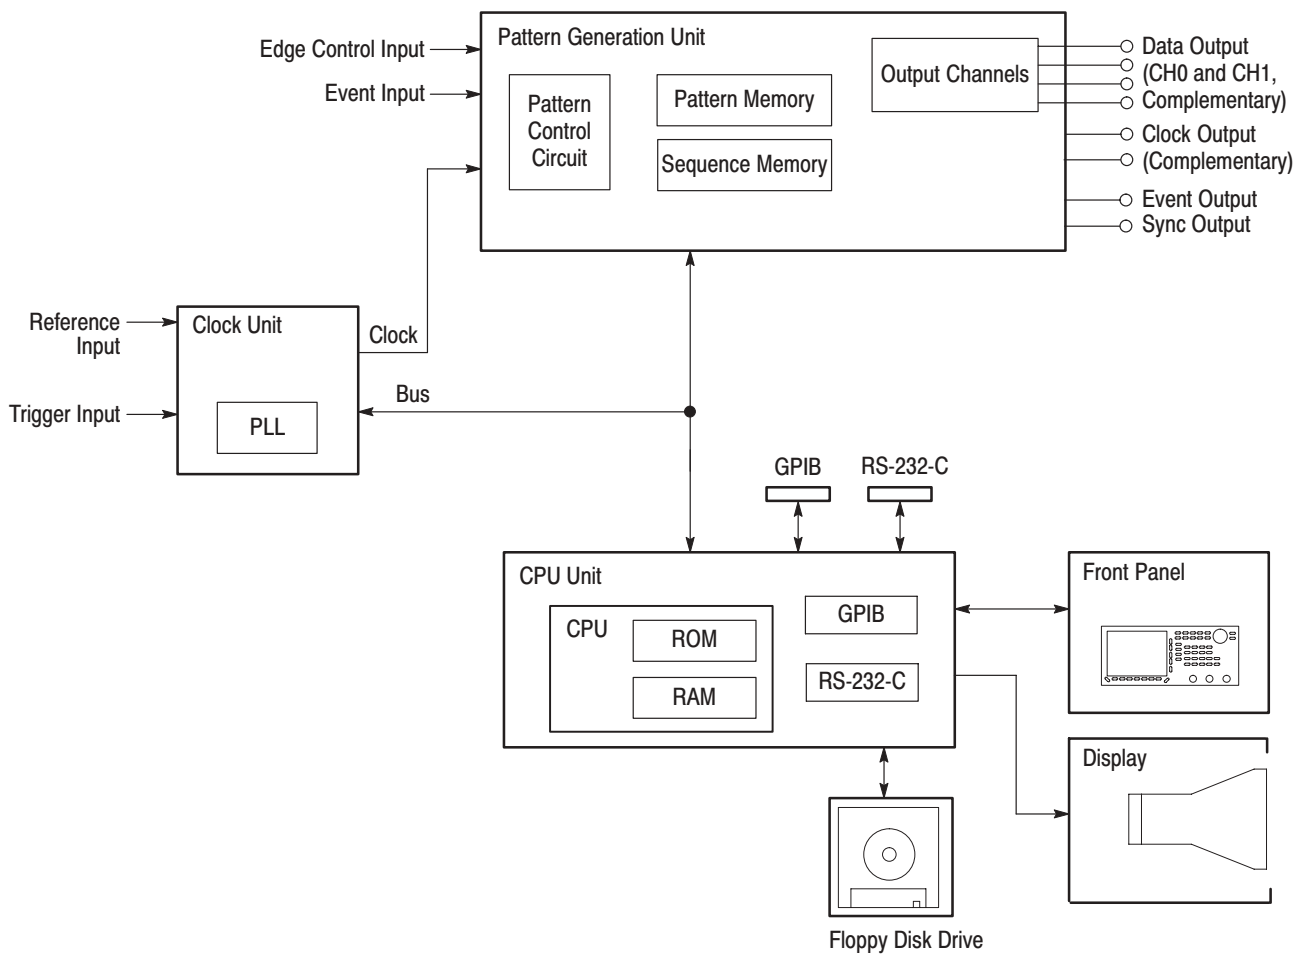 Pattern Generation Unit
Edge Control Input
Event Input
Pattern
Control
Circuit
Pattern Memory
Sequence Memory
Output Channels
Data Output
(CH0 and CH1,
Complementary)
Clock Output
(Complementary)
Event Output
Sync Output
Reference
Input
Trigger Input
Clock Unit
PLL
Clock
Bus
GPIB
RS-232-C
CPU Unit
CPU
ROM
RAM
GPIB
RS-232-C
Front Panel
Display
Floppy Disk Drive